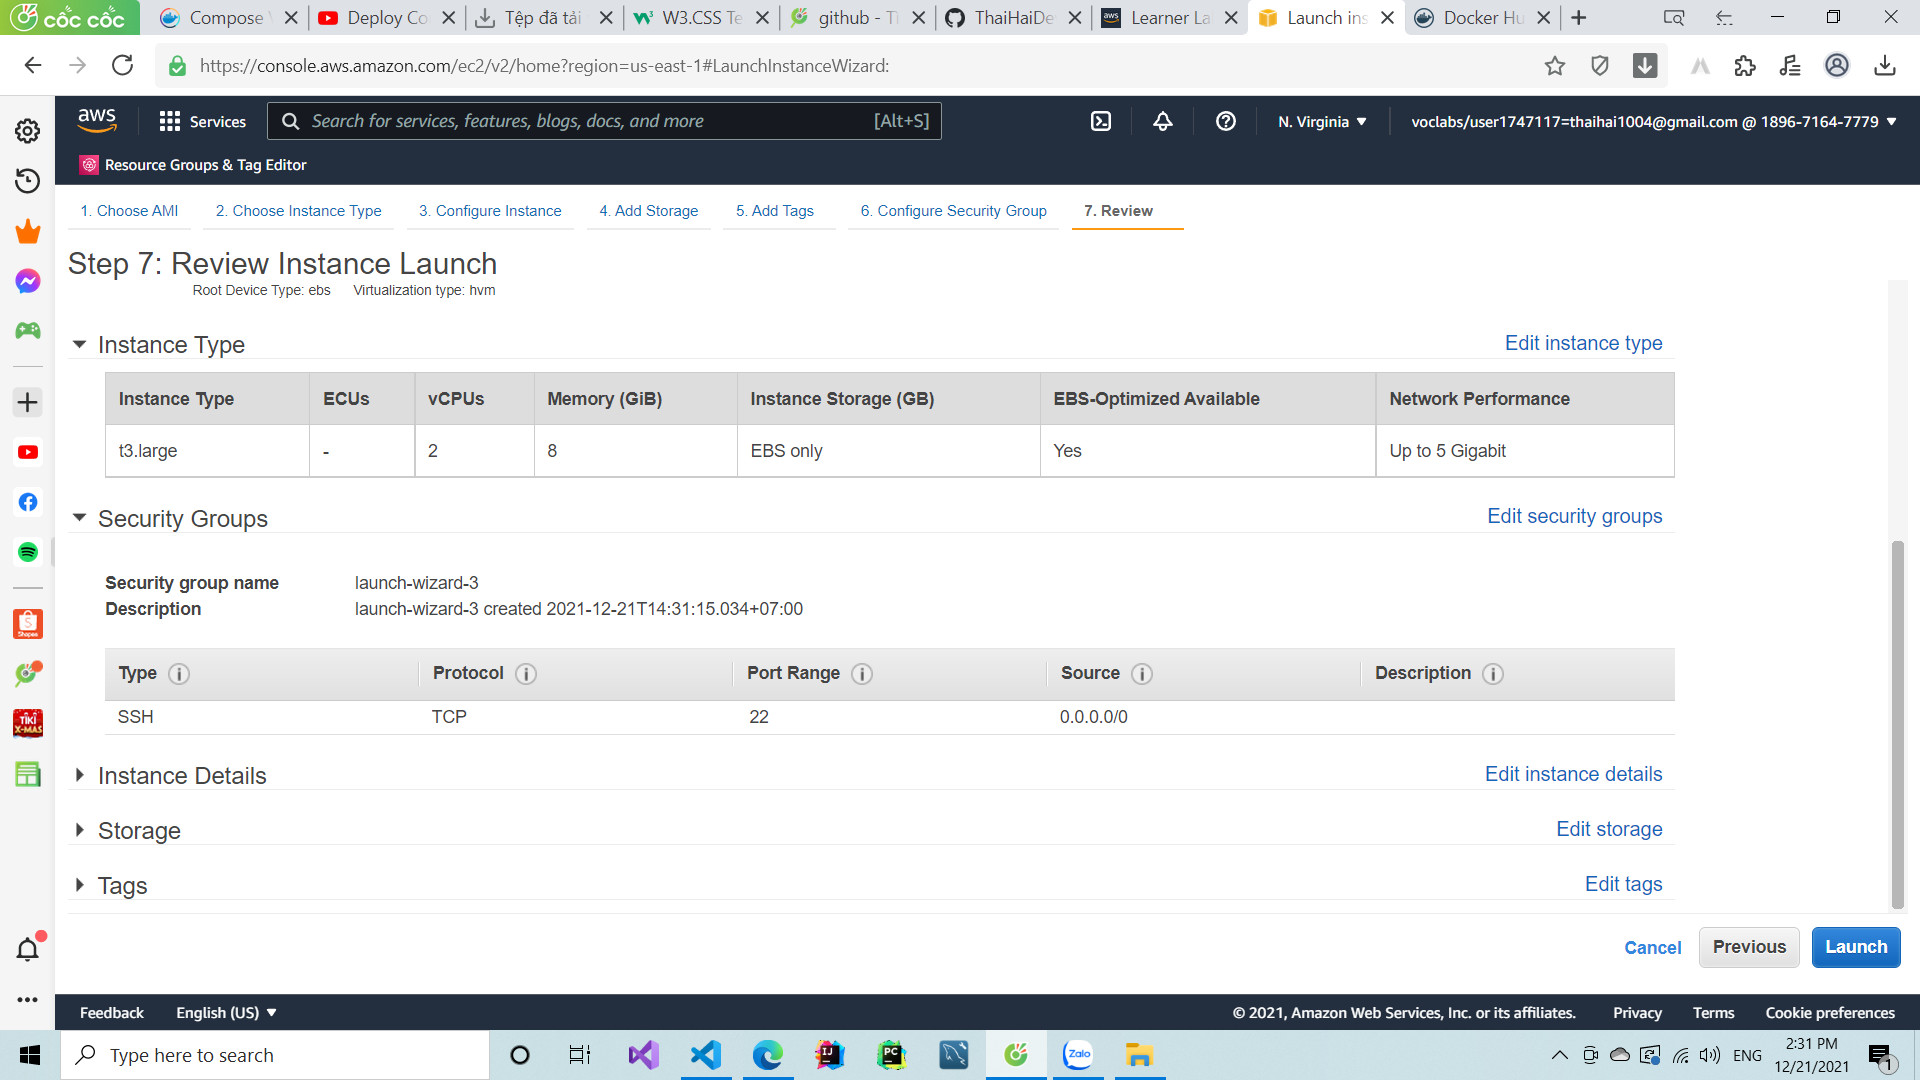 cốc cốc
Compose
Deploy Co
Tệp đã tải
W3.CSS Te
github - T
ThaiHaiDe
Learner La
Launch ins
Docker Hu
https://console.aws.amazon.com/ec2/v2/home?region=us-east-1#LaunchInstanceWizard:
aws
Services
Search for services, features, blogs, docs, and more
[Alt+S]
N. Virginia
voclabs/user1747117=thaihai1004@gmail.com @ 1896-7164-7779
Resource Groups & Tag Editor
1. Choose AMI
2. Choose Instance Type
3. Configure Instance
4. Add Storage
5. Add Tags
6. Configure Security Group
7. Review
Step 7: Review Instance Launch
Root Device Type: ebs Virtualization type: hvm
Instance Type
Edit instance type
Instance Type ECUs vCPUs Memory (GiB) Instance Storage (GB) EBS-Optimized Available Network Performance
t3.large - 2 8 EBS only Yes Up to 5 Gigabit
Security Groups
Edit security groups
Security group name launch-wizard-3
Description launch-wizard-3 created 2021-12-21T14:31:15.034+07:00
Type Protocol Port Range Source Description
SSH TCP 22 0.0.0.0/0
Instance Details
Edit instance details
Storage
Edit storage
Tags
Edit tags
Cancel
Previous
Launch
Feedback
English (US)
© 2021, Amazon Web Services, Inc. or its affiliates.
Privacy
Terms
Cookie preferences
Type here to search
Zalo
ENG
2:31 PM
12/21/2021
1
TIKI
X-MAS